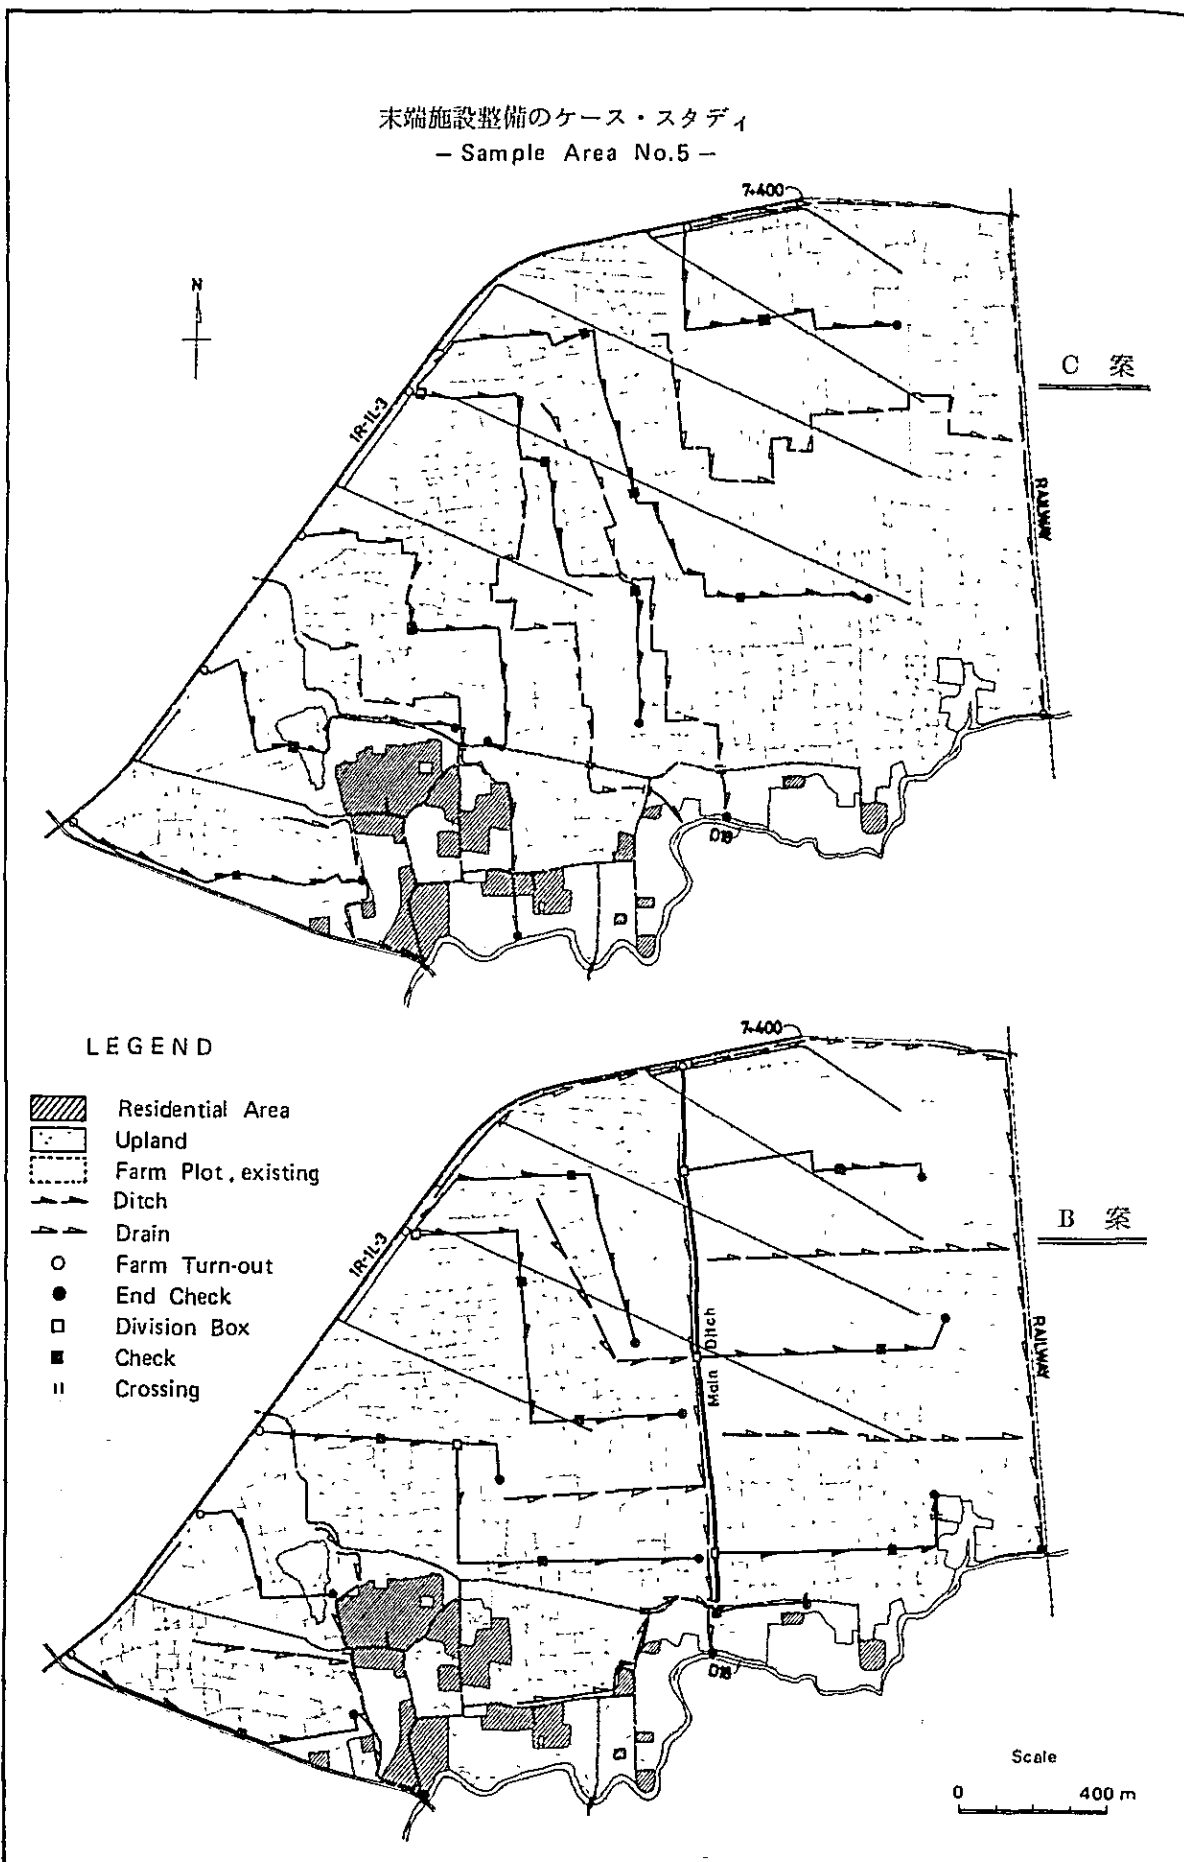 末端施設整備のケース・スタディ
– Sample Area No.5 –
7+400
N
C 案
1R-1L-3
RAILWAY
D18
LEGEND
Residential Area
Upland
Farm Plot, existing
Ditch
Drain
Farm Turn-out
End Check
Division Box
Check
Crossing
7+400
B 案
1R-1L-3
Main Ditch
RAILWAY
D18
Scale
0 400 m